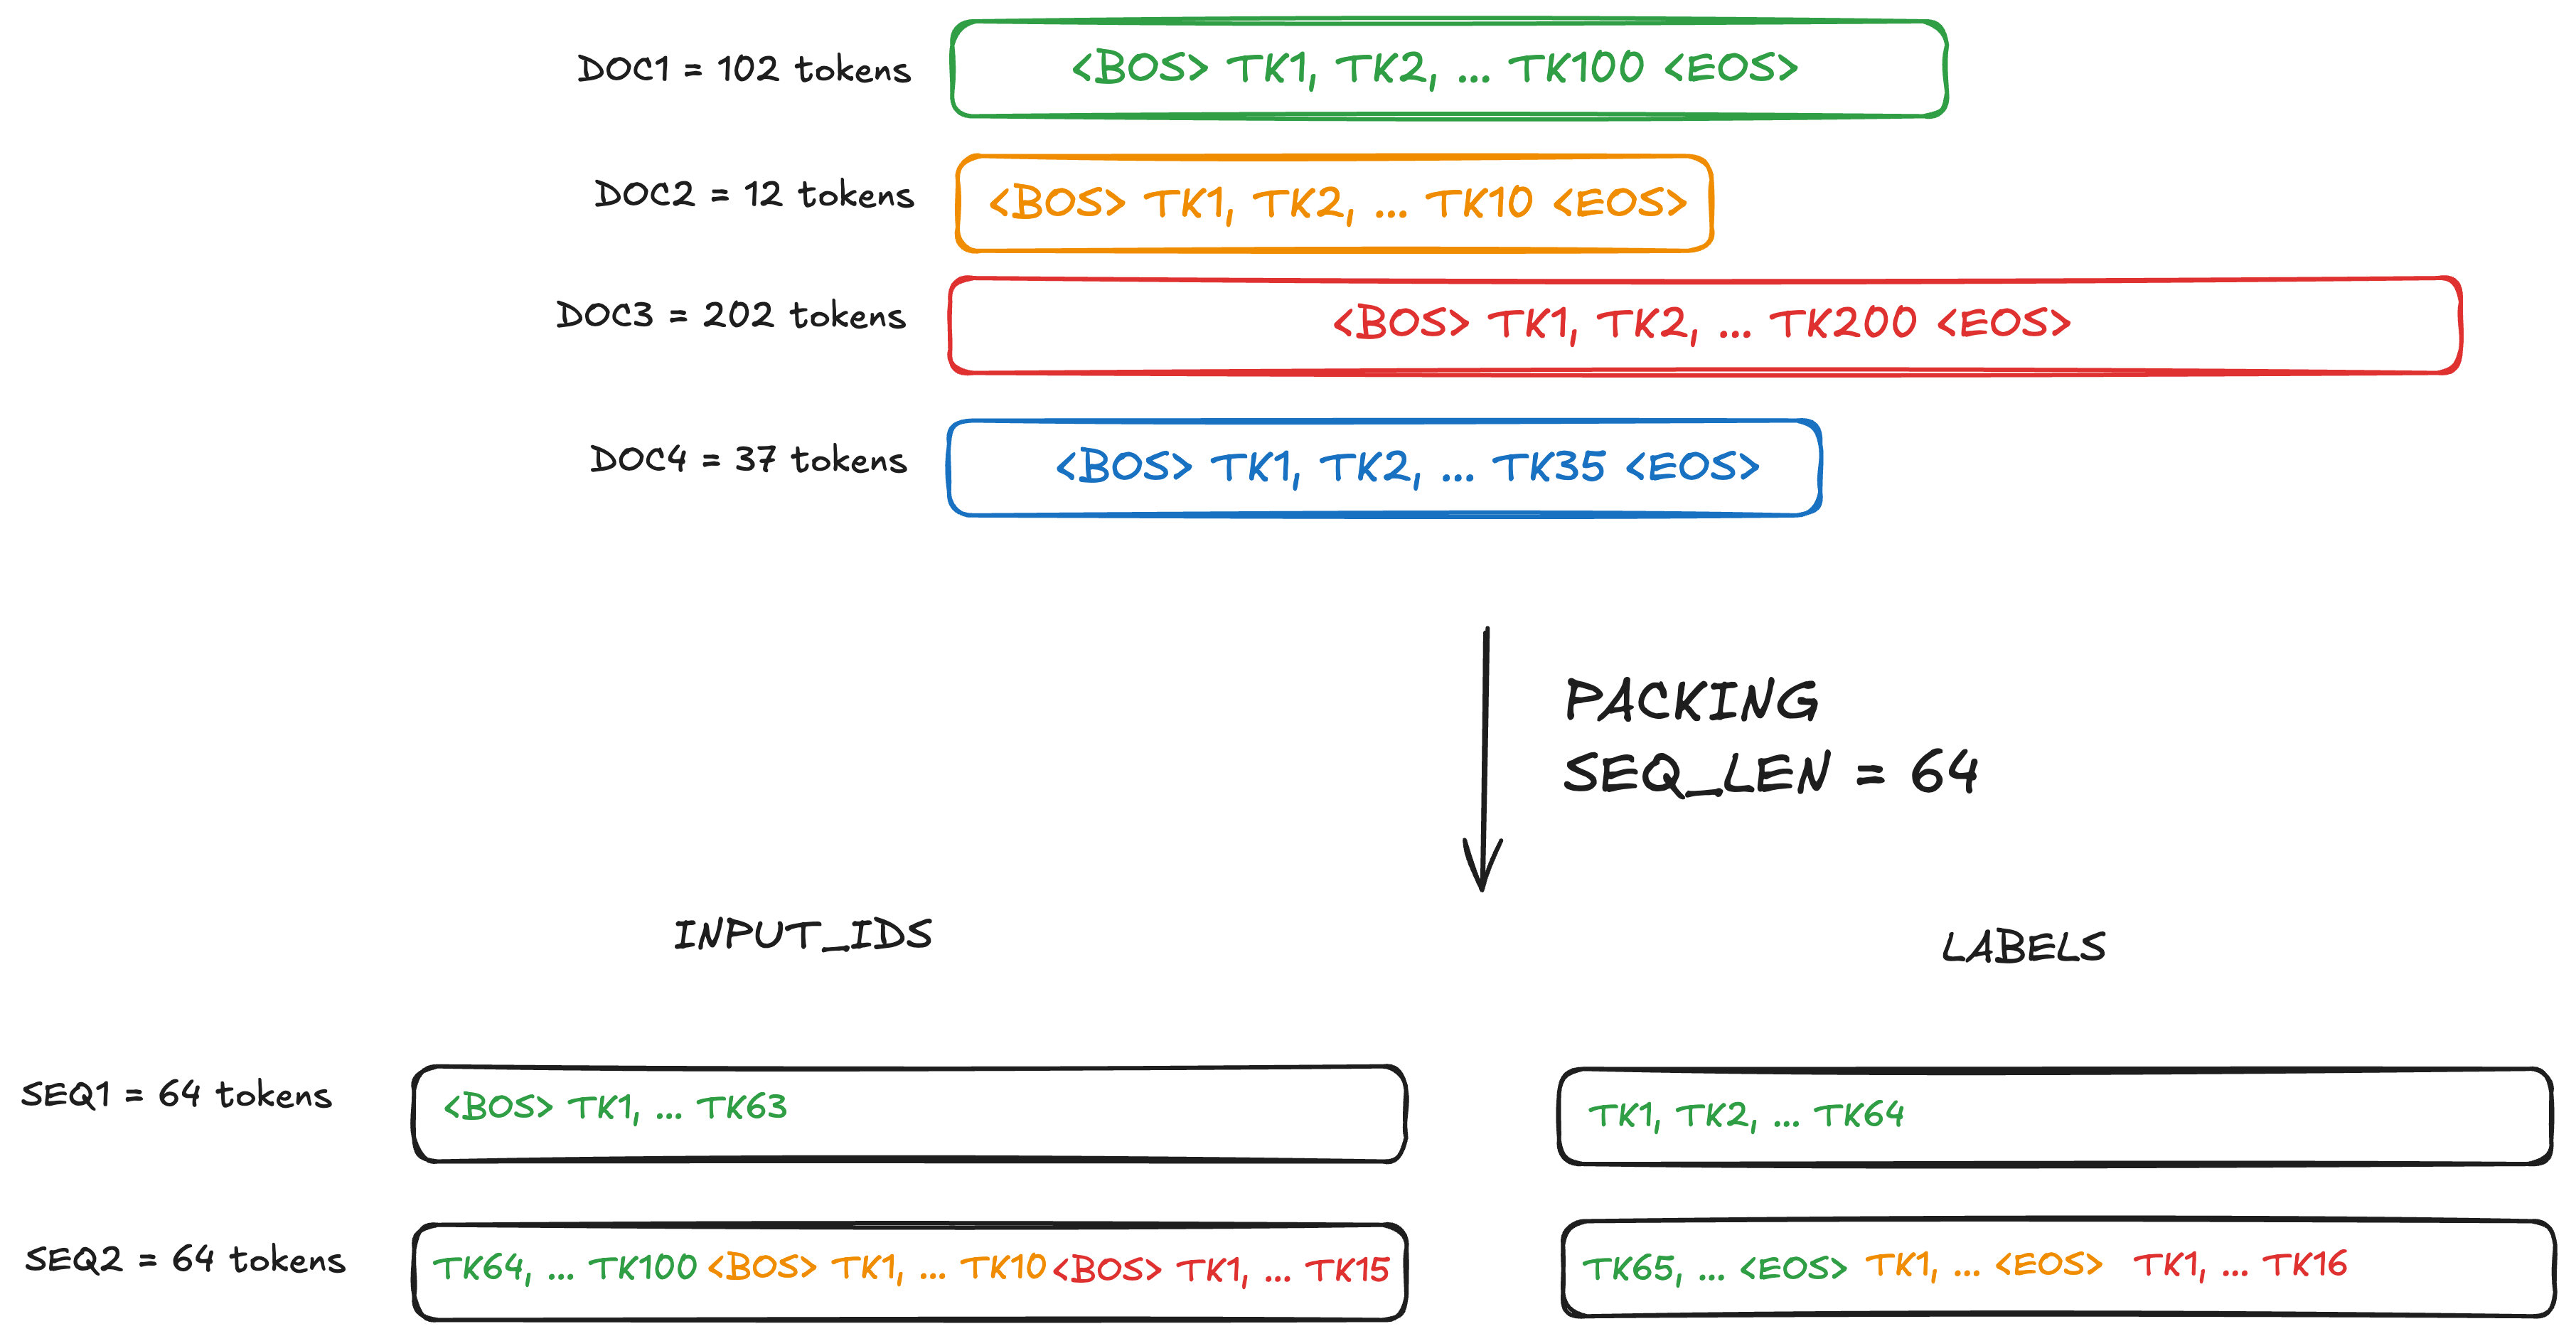 DOC1 = 102 tokens <BOS> TK1, TK2, ... TK100 <EOS>
DOC2 = 12 tokens <BOS> TK1, TK2, ... TK10 <EOS>
DOC3 = 202 tokens <BOS> TK1, TK2, ... TK200 <EOS>
DOC4 = 37 tokens <BOS> TK1, TK2, ... TK35 <EOS>
PACKING
SEQ_LEN = 64
INPUT_IDS LABELS
SEQ1 = 64 tokens <BOS> TK1, ... TK63 TK1, TK2, ... TK64
SEQ2 = 64 tokens TK64, ... TK100 <BOS> TK1, ... TK10 <BOS> TK1, ... TK15 TK65, ... <EOS> TK1, ... <EOS> TK1, ... TK16